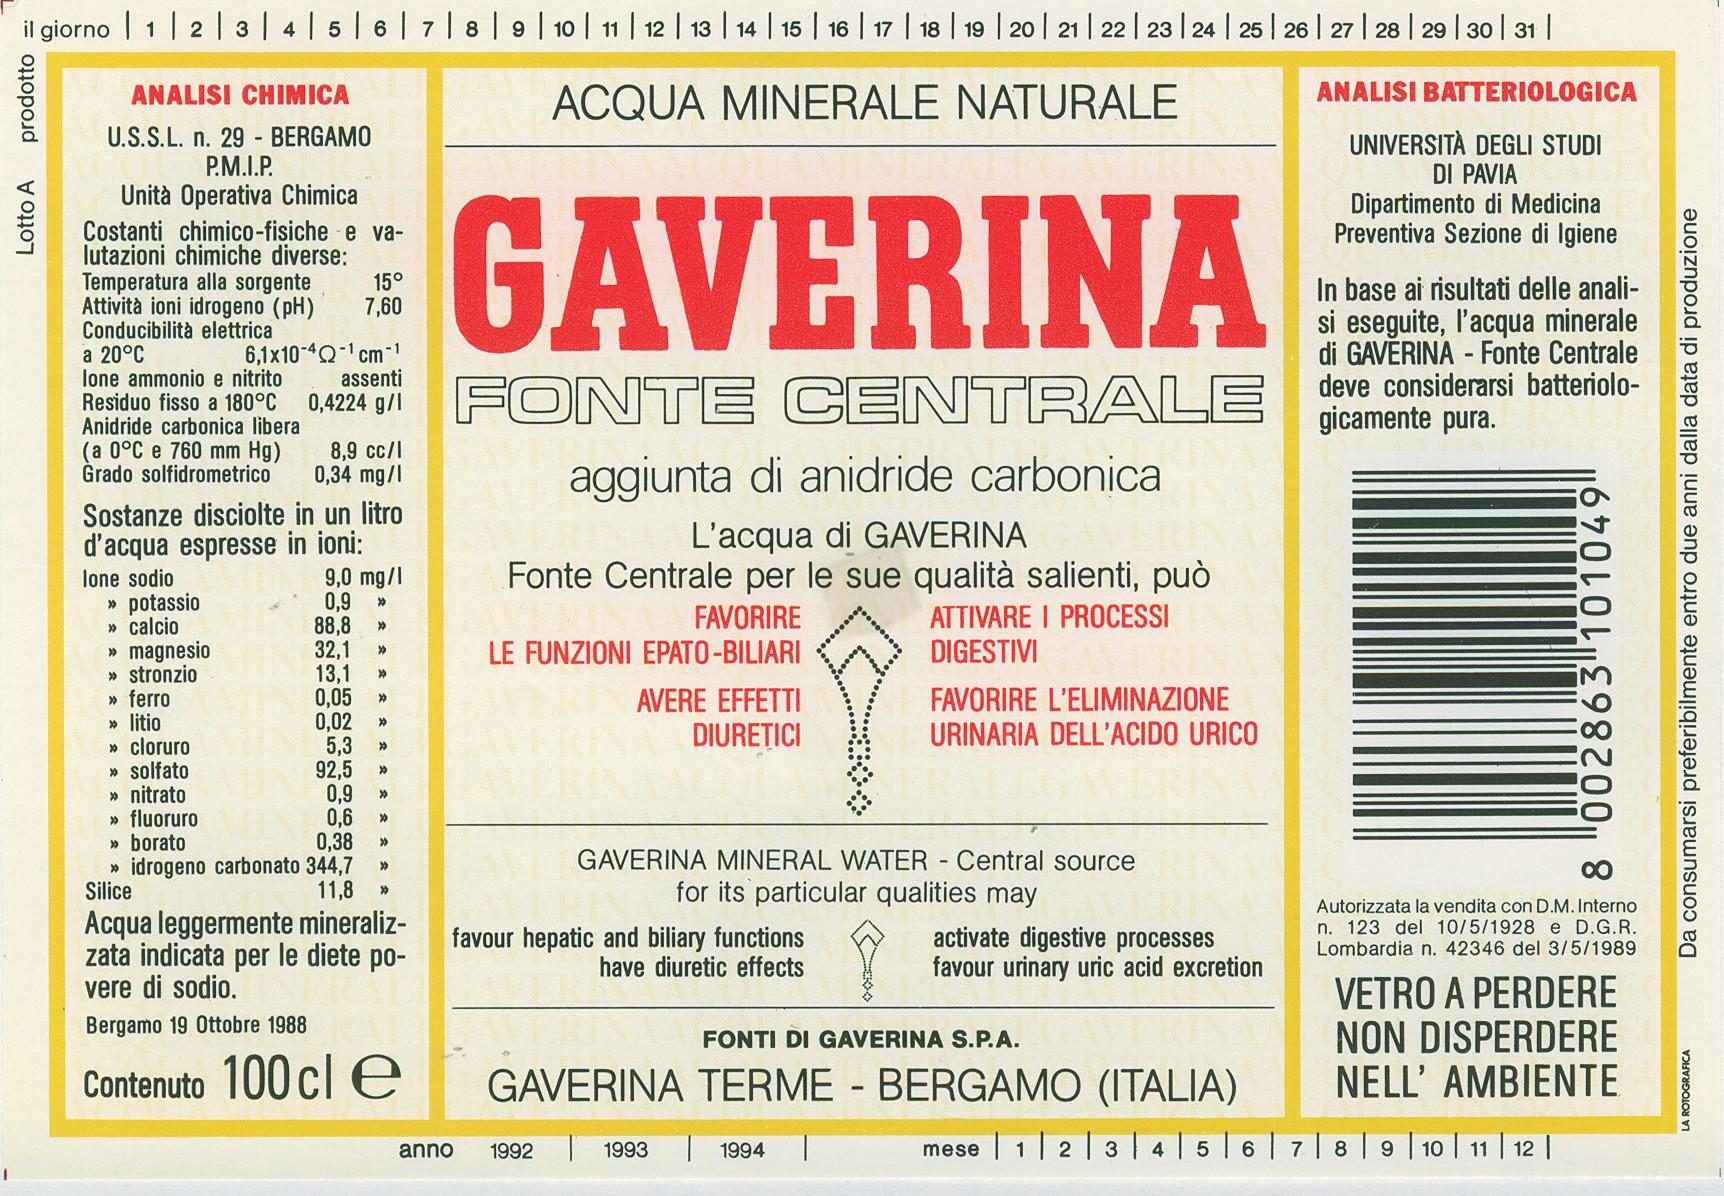 il giorno | 1 | 2 | 3 | 4 | 5 | 6 | 7 | 8 | 9 | 10 | 11 | 12 | 13 | 14 | 15 | 16 | 17 | 18 | 19 | 20 | 21 | 22 | 23 | 24 | 25 | 26 | 27 | 28 | 29 | 30 | 31 |
Lotto A prodotto
ANALISI CHIMICA
U.S.S.L. n. 29 - BERGAMO
P.M.I.P.
Unità Operativa Chimica
Costanti chimico-fisiche e va-
lutazioni chimiche diverse:
Temperatura alla sorgente 15°
Attività ioni idrogeno (pH) 7,60
Conducibilità elettrica
a 20°C 6,1x10⁻⁴Ω⁻¹cm⁻¹
Ione ammonio e nitrito assenti
Residuo fisso a 180°C 0,4224 g/l
Anidride carbonica libera
(a 0°C e 760 mm Hg) 8,9 cc/l
Grado solfidrometrico 0,34 mg/l
Sostanze disciolte in un litro
d'acqua espresse in ioni:
Ione sodio 9,0 mg/l
» potassio 0,9 »
» calcio 88,8 »
» magnesio 32,1 »
» stronzio 13,1 »
» ferro 0,05 »
» litio 0,02 »
» cloruro 5,3 »
» solfato 92,5 »
» nitrato 0,9 »
» fluoruro 0,6 »
» borato 0,38 »
» idrogeno carbonato 344,7 »
Silice 11,8 »
Acqua leggermente mineraliz-
zata indicata per le diete po-
vere di sodio.
Bergamo 19 Ottobre 1988
Contenuto 100 cl ℮
ACQUA MINERALE NATURALE
GAVERINA
FONTE CENTRALE
aggiunta di anidride carbonica
L'acqua di GAVERINA
Fonte Centrale per le sue qualità salienti, può
FAVORIRE
LE FUNZIONI EPATO-BILIARI
AVERE EFFETTI
DIURETICI
ATTIVARE I PROCESSI
DIGESTIVI
FAVORIRE L'ELIMINAZIONE
URINARIA DELL'ACIDO URICO
GAVERINA MINERAL WATER - Central source
for its particular qualities may
favour hepatic and biliary functions
have diuretic effects
activate digestive processes
favour urinary uric acid excretion
FONTI DI GAVERINA S.P.A.
GAVERINA TERME - BERGAMO (ITALIA)
ANALISI BATTERIOLOGICA
UNIVERSITÀ DEGLI STUDI
DI PAVIA
Dipartimento di Medicina
Preventiva Sezione di Igiene
In base ai risultati delle anali-
si eseguite, l'acqua minerale
di GAVERINA - Fonte Centrale
deve considerarsi batteriolo-
gicamente pura.
8 002863 101049
Autorizzata la vendita con D.M. Interno
n. 123 del 10/5/1928 e D.G.R.
Lombardia n. 42346 del 3/5/1989
VETRO A PERDERE
NON DISPERDERE
NELL' AMBIENTE
Da consumarsi preferibilmente entro due anni dalla data di produzione
LA ROTOGRAFICA
anno 1992 | 1993 | 1994 | mese | 1 | 2 | 3 | 4 | 5 | 6 | 7 | 8 | 9 | 10 | 11 | 12 |